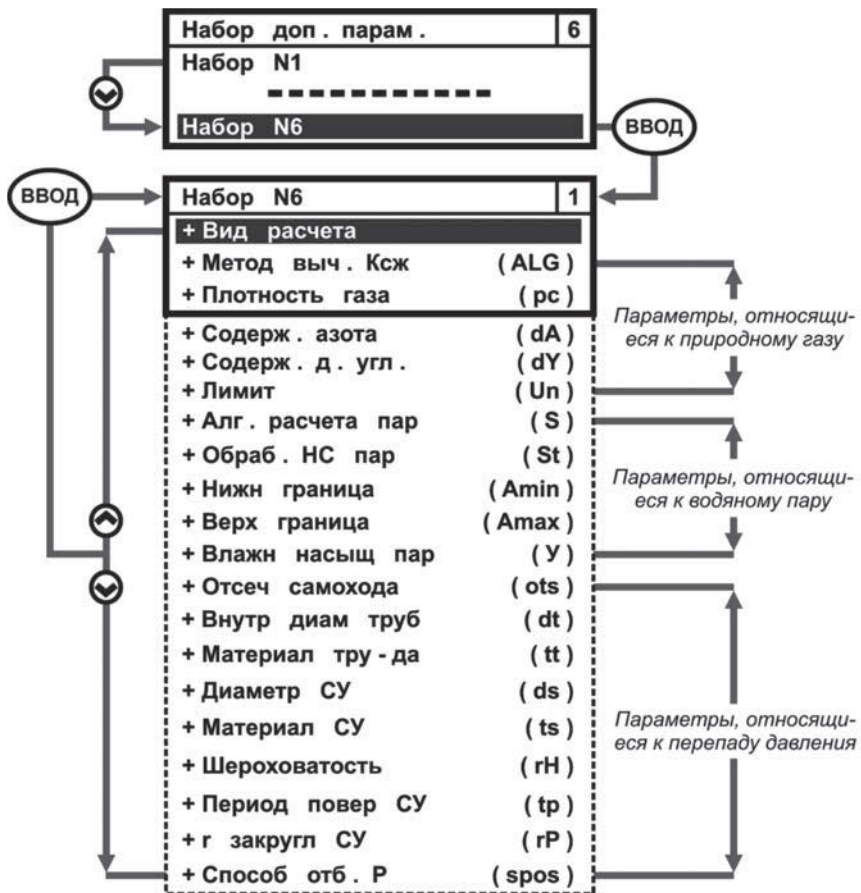 Набор доп. парам. 6
Набор N1
Набор N6
ВВОД
ВВОД
Набор N6 1
+ Вид расчета
+ Метод выч. Ксж (ALG)
+ Плотность газа (рс)
+ Содерж. азота (dA)
+ Содерж. д. угл. (dY)
+ Лимит (Un)
Параметры, относящи-
еся к природному газу
+ Алг. расчета пар (S)
+ Обраб. НС пар (St)
+ Нижн граница (Amin)
+ Верх граница (Amax)
+ Влажн насыщ пар (У)
Параметры, относящи-
еся к водяному пару
+ Отсеч самохода (ots)
+ Внутр диам труб (dt)
+ Материал тру-да (tt)
+ Диаметр СУ (ds)
+ Материал СУ (ts)
+ Шероховатость (rH)
+ Период повер СУ (tp)
+ r закругл СУ (rP)
+ Способ отб. Р (spos)
Параметры, относящи-
еся к перепаду давления